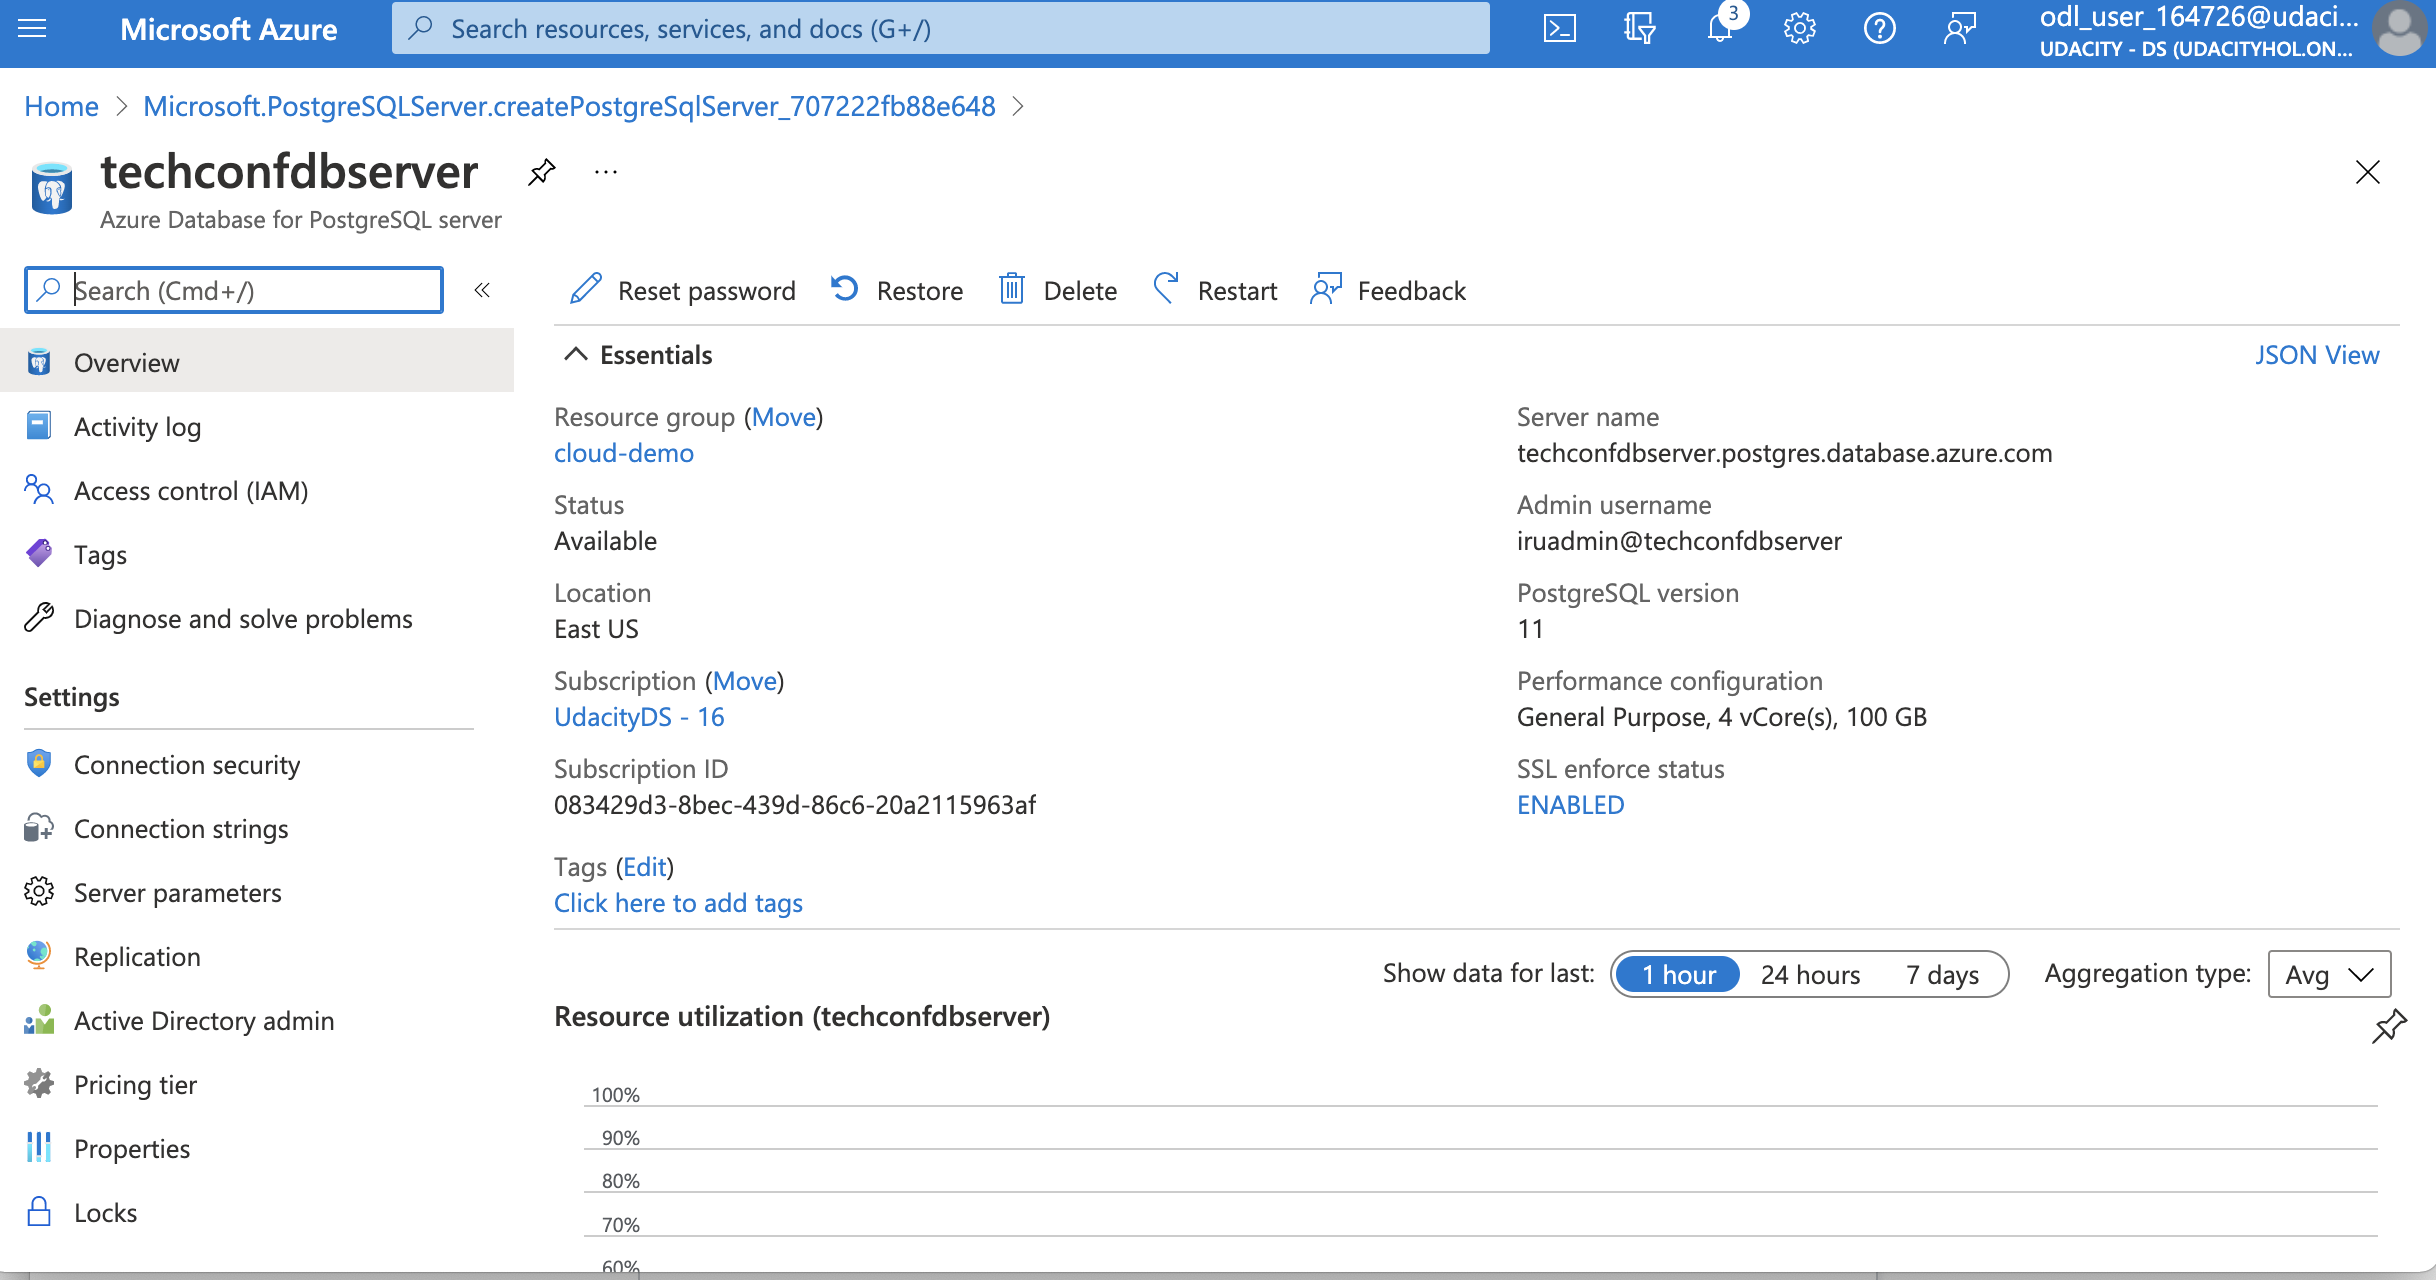 Microsoft Azure
Search resources, services, and docs (G+/)
3
odl_user_164726@udaci...
UDACITY - DS (UDACITYHOL.ON...
Home > Microsoft.PostgreSQLServer.createPostgreSqlServer_707222fb88e648 >
techconfdbserver
...
Azure Database for PostgreSQL server
Search (Cmd+/)
«
Reset password
Restore
Delete
Restart
Feedback
Overview
Activity log
Access control (IAM)
Tags
Diagnose and solve problems
Settings
Connection security
Connection strings
Server parameters
Replication
Active Directory admin
Pricing tier
Properties
Locks
Essentials
JSON View
Resource group (Move)
cloud-demo
Status
Available
Location
East US
Subscription (Move)
UdacityDS - 16
Subscription ID
083429d3-8bec-439d-86c6-20a2115963af
Tags (Edit)
Click here to add tags
Server name
techconfdbserver.postgres.database.azure.com
Admin username
iruadmin@techconfdbserver
PostgreSQL version
11
Performance configuration
General Purpose, 4 vCore(s), 100 GB
SSL enforce status
ENABLED
Show data for last: 1 hour 24 hours 7 days Aggregation type: Avg
Resource utilization (techconfdbserver)
100%
90%
80%
70%
60%